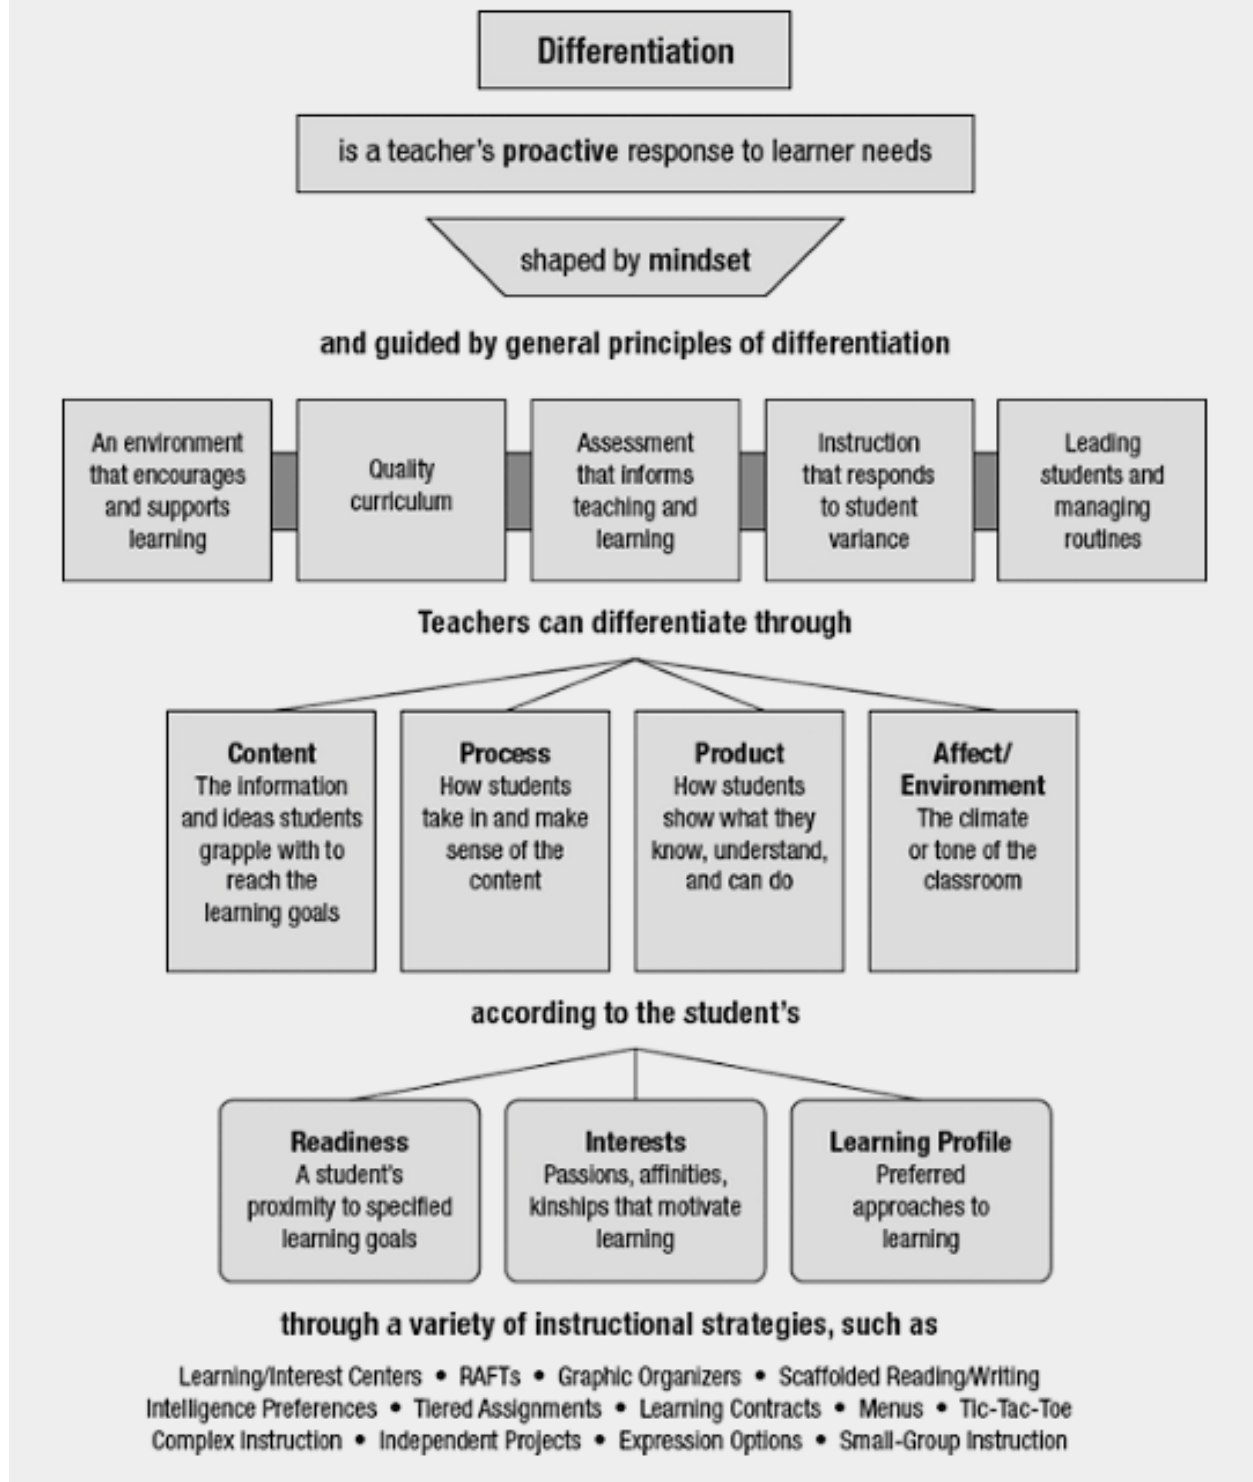 Differentiation
is a teacher's proactive response to learner needs
shaped by mindset
and guided by general principles of differentiation
An environment
that encourages
and supports
learning
Quality
curriculum
Assessment
that informs
teaching and
learning
Instruction
that responds
to student
variance
Leading
students and
managing
routines
Teachers can differentiate through
Content
The information
and ideas students
grapple with to
reach the
learning goals
Process
How students
take in and make
sense of the
content
Product
How students
show what they
know, understand,
and can do
Affect/
Environment
The climate
or tone of the
classroom
according to the student's
Readiness
A student's
proximity to specified
learning goals
Interests
Passions, affinities,
kinships that motivate
learning
Learning Profile
Preferred
approaches to
learning
through a variety of instructional strategies, such as
Learning/Interest Centers • RAFTs • Graphic Organizers • Scaffolded Reading/Writing
Intelligence Preferences • Tiered Assignments • Learning Contracts • Menus • Tic-Tac-Toe
Complex Instruction • Independent Projects • Expression Options • Small-Group Instruction